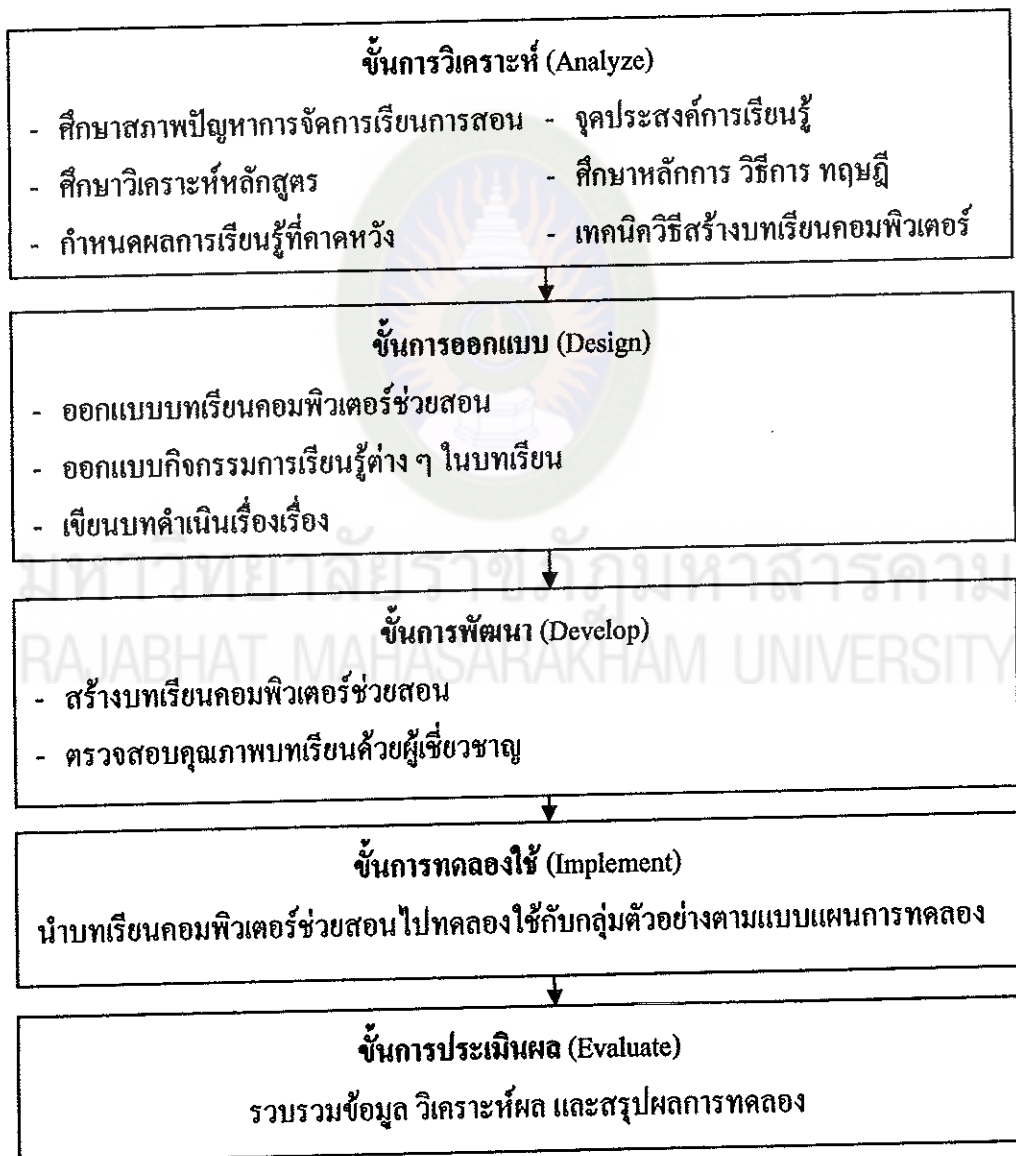 ขั้นการวิเคราะห์ (Analyze)
- ศึกษาสภาพปัญหาการจัดการเรียนการสอน - จุดประสงค์การเรียนรู้
- ศึกษาวิเคราะห์หลักสูตร - ศึกษาหลักการ วิธีการ ทฤษฎี
- กำหนดผลการเรียนรู้ที่คาดหวัง - เทคนิควิธีสร้างบทเรียนคอมพิวเตอร์
ขั้นการออกแบบ (Design)
- ออกแบบบทเรียนคอมพิวเตอร์ช่วยสอน
- ออกแบบกิจกรรมการเรียนรู้ต่าง ๆ ในบทเรียน
- เขียนบทดำเนินเรื่องเรื่อง
มหาวิทยาลัยราชภัฏมหาสารคาม
ขั้นการพัฒนา (Develop)
RAJABHAT MAHASARAKHAM UNIVERSITY
- สร้างบทเรียนคอมพิวเตอร์ช่วยสอน
- ตรวจสอบคุณภาพบทเรียนด้วยผู้เชี่ยวชาญ
ขั้นการทดลองใช้ (Implement)
นำบทเรียนคอมพิวเตอร์ช่วยสอนไปทดลองใช้กับกลุ่มตัวอย่างตามแบบแผนการทดลอง
ขั้นการประเมินผล (Evaluate)
รวบรวมข้อมูล วิเคราะห์ผล และสรุปผลการทดลอง